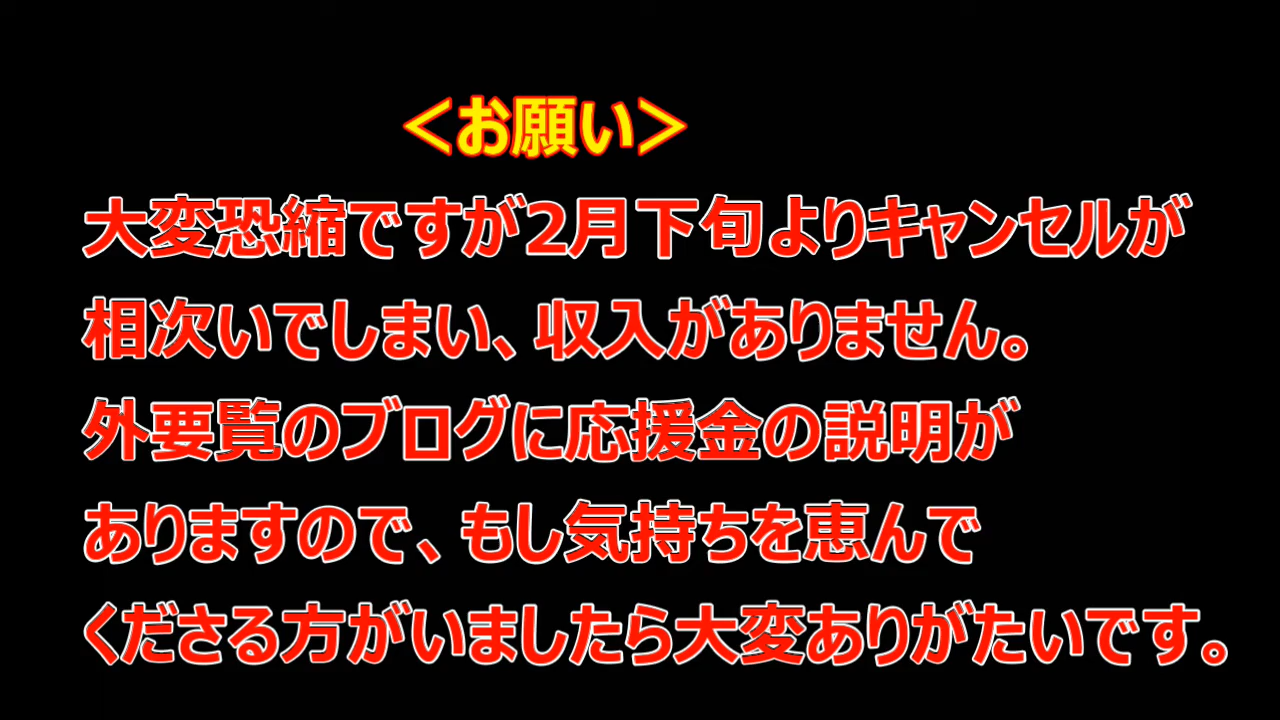 ＜お願い＞
大変恐縮ですが2月下旬よりキャンセルが
相次いでしまい、収入がありません。
外要覧のブログに応援金の説明が
ありますので、もし気持ちを恵んで
くださる方がいましたら大変ありがたいです。